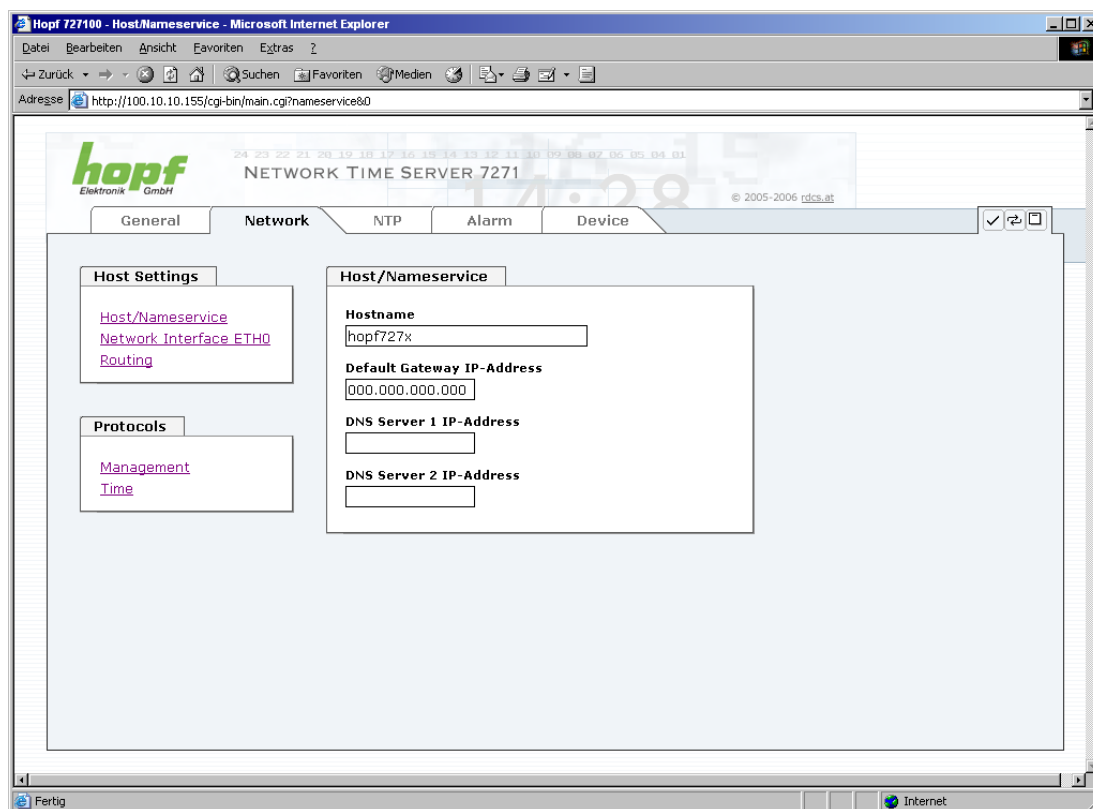 Hopf 727100 - Host/Nameservice - Microsoft Internet Explorer
Datei Bearbeiten Ansicht Favoriten Extras ?
Zurück Suchen Favoriten Medien
Adresse http://100.10.10.155/cgi-bin/main.cgi?nameservice&0
hopf
Elektronik GmbH
24 23 22 21 20 19 18 17 16 15 14 13 12 11 10 09 08 07 06 05 04 01
NETWORK TIME SERVER 7271
14:28
© 2005-2006 rdcs.at
General Network NTP Alarm Device
Host Settings
Host/Nameservice
Network Interface ETH0
Routing
Protocols
Management
Time
Host/Nameservice
Hostname
hopf727x
Default Gateway IP-Address
000.000.000.000
DNS Server 1 IP-Address
DNS Server 2 IP-Address
Fertig Internet